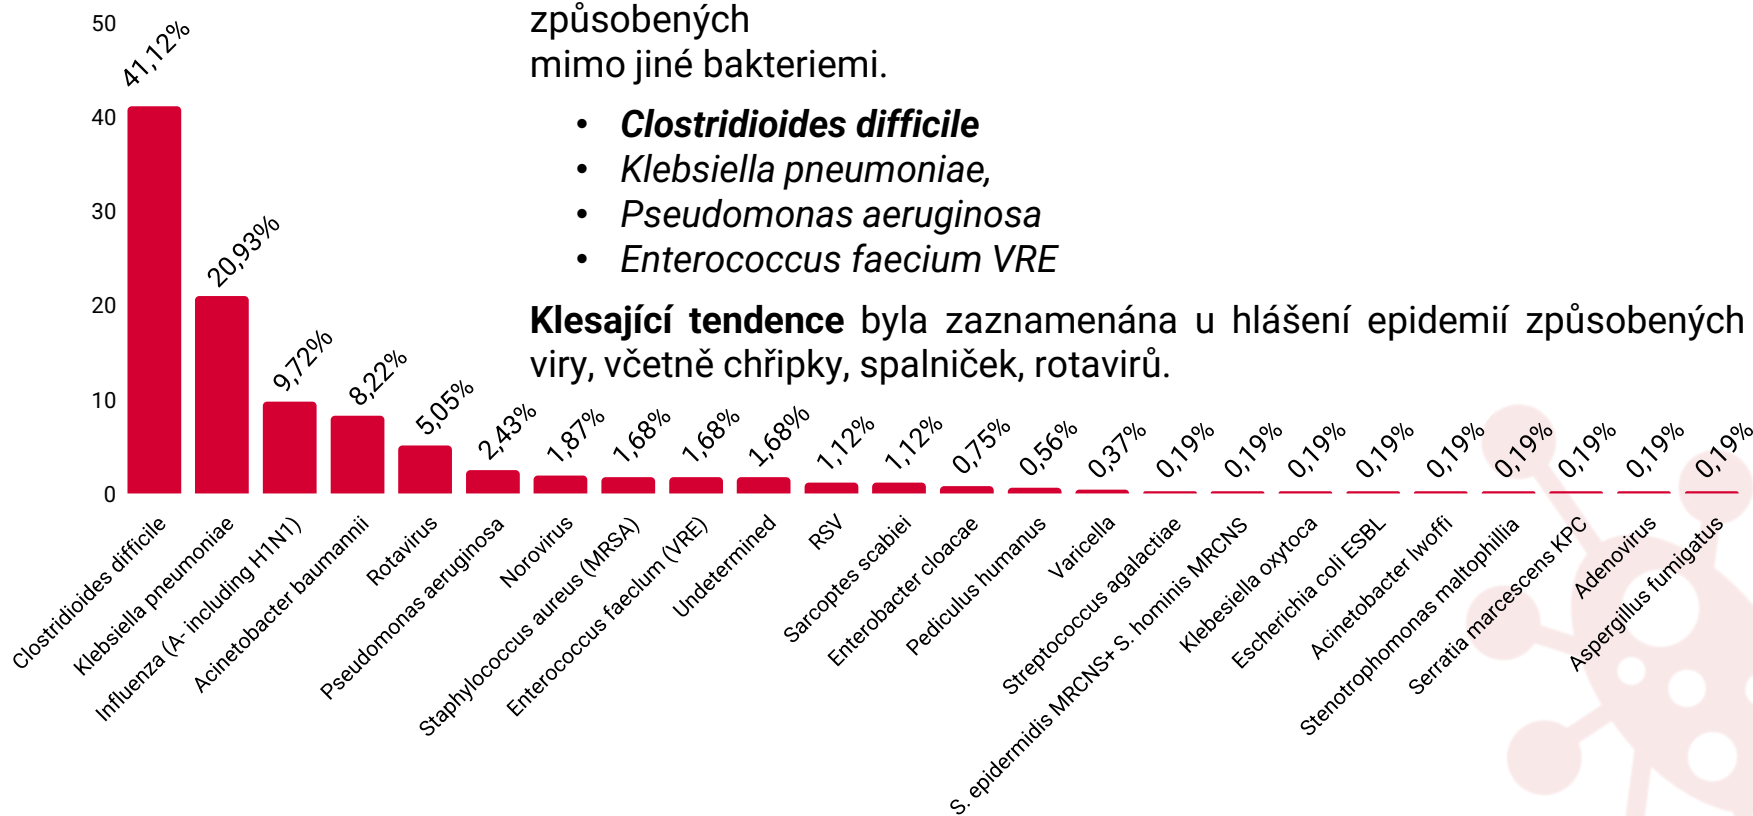 způsobených
mimo jiné bakteriemi.
• Clostridioides difficile
• Klebsiella pneumoniae,
• Pseudomonas aeruginosa
• Enterococcus faecium VRE
Klesající tendence byla zaznamenána u hlášení epidemií způsobených
viry, včetně chřipky, spalniček, rotavirů.
50
40
30
20
10
0
41,12%
20,93%
9,72%
8,22%
5,05%
2,43%
1,87%
1,68%
1,68%
1,68%
1,12%
1,12%
0,75%
0,56%
0,37%
0,19%
0,19%
0,19%
0,19%
0,19%
0,19%
0,19%
0,19%
0,19%
Clostridioides difficile
Klebsiella pneumoniae
Influenza (A- including H1N1)
Acinetobacter baumannii
Rotavirus
Pseudomonas aeruginosa
Norovirus
Staphylococcus aureus (MRSA)
Enterococcus faeclum (VRE)
Undetermined
RSV
Sarcoptes scabiei
Enterobacter cloacae
Pediculus humanus
Varicella
Streptococcus agalactiae
S. epidermidis MRCNS+ S. hominis MRCNS
Klebesiella oxytoca
Escherichia coli ESBL
Acinetobacter lwoffi
Stenotrophomonas maltophillia
Serratia marcescens KPC
Adenovirus
Aspergillus fumigatus